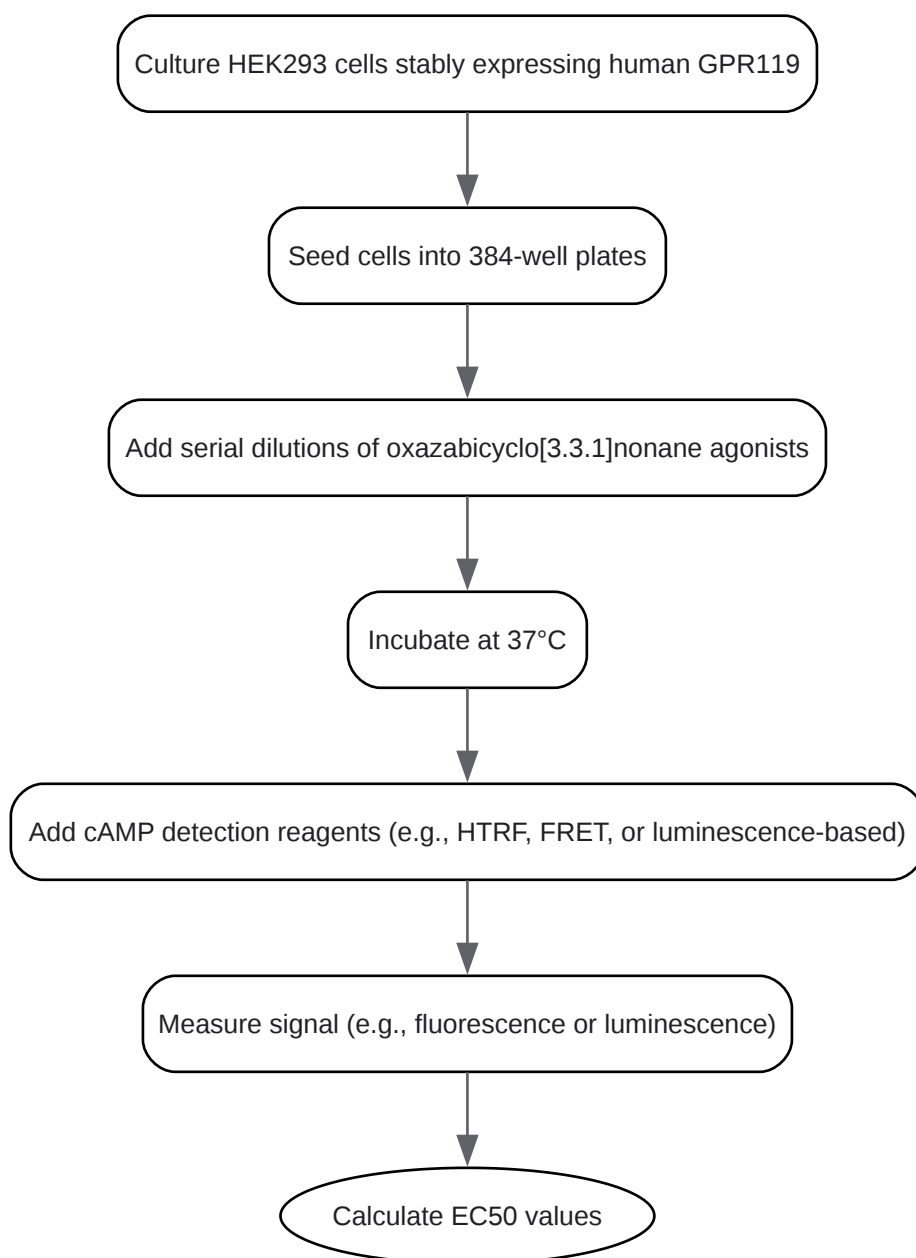 Culture HEK293 cells stably expressing human GPR119
Seed cells into 384-well plates
Add serial dilutions of oxazabicyclo[3.3.1]nonane agonists
Incubate at 37°C
Add cAMP detection reagents (e.g., HTRF, FRET, or luminescence-based)
Measure signal (e.g., fluorescence or luminescence)
Calculate EC50 values